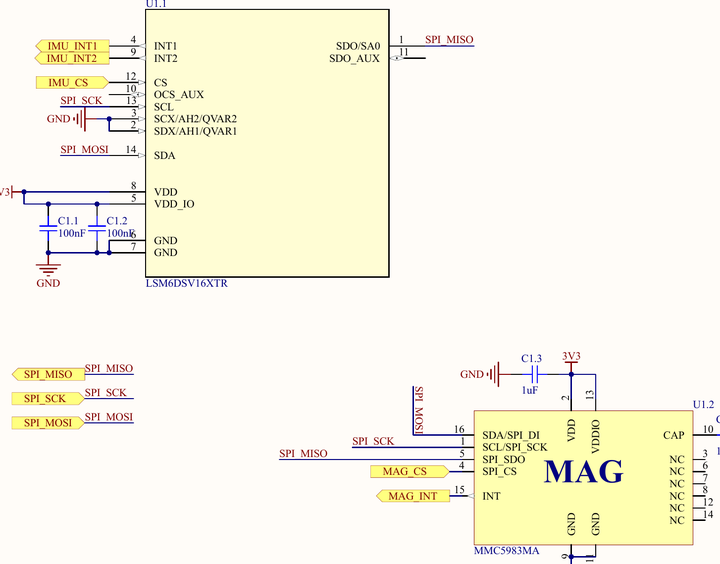 U1.1
IMU_INT1 4 INT1 SDO/SA0 1 SPI_MISO
IMU_INT2 9 INT2 SDO_AUX 11
IMU_CS 12 CS
10 OCS_AUX
SPI_SCK 13 SCL
GND 3 SCX/AH2/QVAR2
2 SDX/AH1/QVAR1
SPI_MOSI 14 SDA
V3 8 VDD
5 VDD_IO
C1.1 C1.2
100nF 100nF
6 GND
7 GND
GND
LSM6DSV16XTR
SPI_MISO SPI_MISO
SPI_SCK SPI_SCK
SPI_MOSI SPI_MOSI
C1.3 3V3
GND
1uF
2 13
U1.2
SPI_MOSI
VDD VDDIO
16 SDA/SPI_DI CAP 10
SPI_SCK 1 SCL/SPI_SCK
SPI_MISO 5 SPI_SDO NC 3
MAG_CS 4 SPI_CS NC 6
MAG
NC 7
MAG_INT 15 INT NC 8
NC 12
NC 14
GND GND
MMC5983MA
9 11